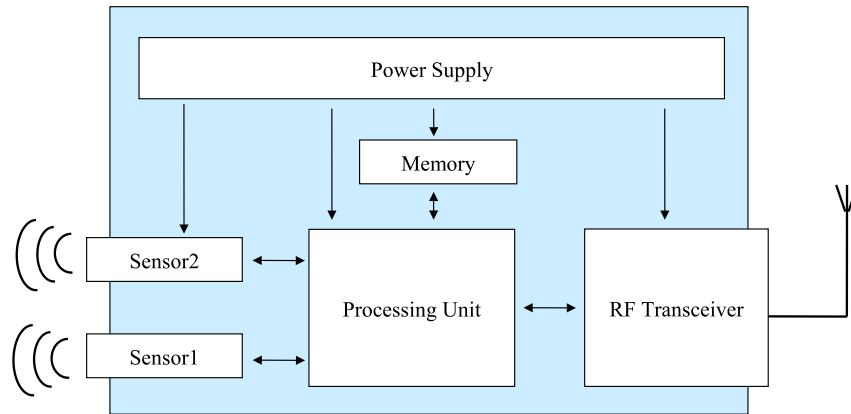 Power Supply
Memory
Sensor2
Processing Unit
RF Transceiver
Sensor1